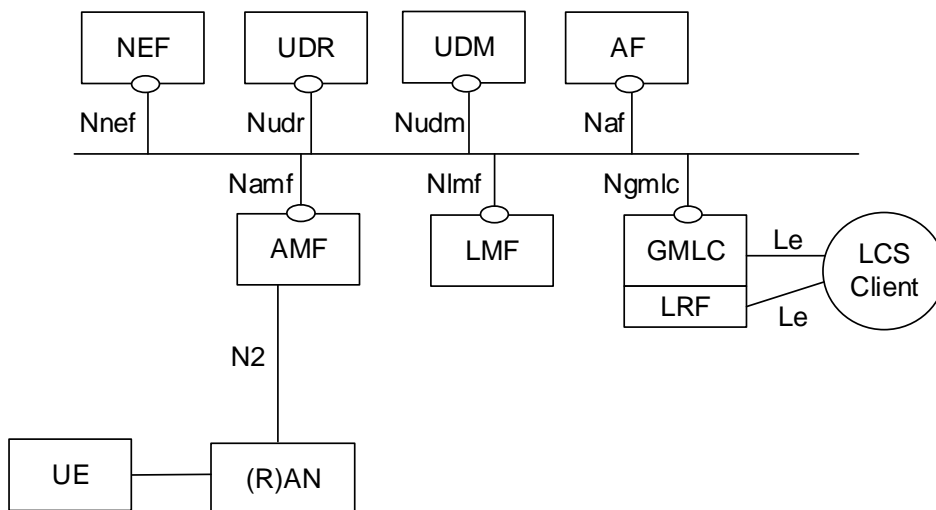 NEF
UDR
UDM
AF
Nnef
Nudr
Nudm
Naf
Namf
Nlmf
Ngmlc
AMF
LMF
GMLC
LRF
Le
Le
LCS
Client
N2
UE
(R)AN